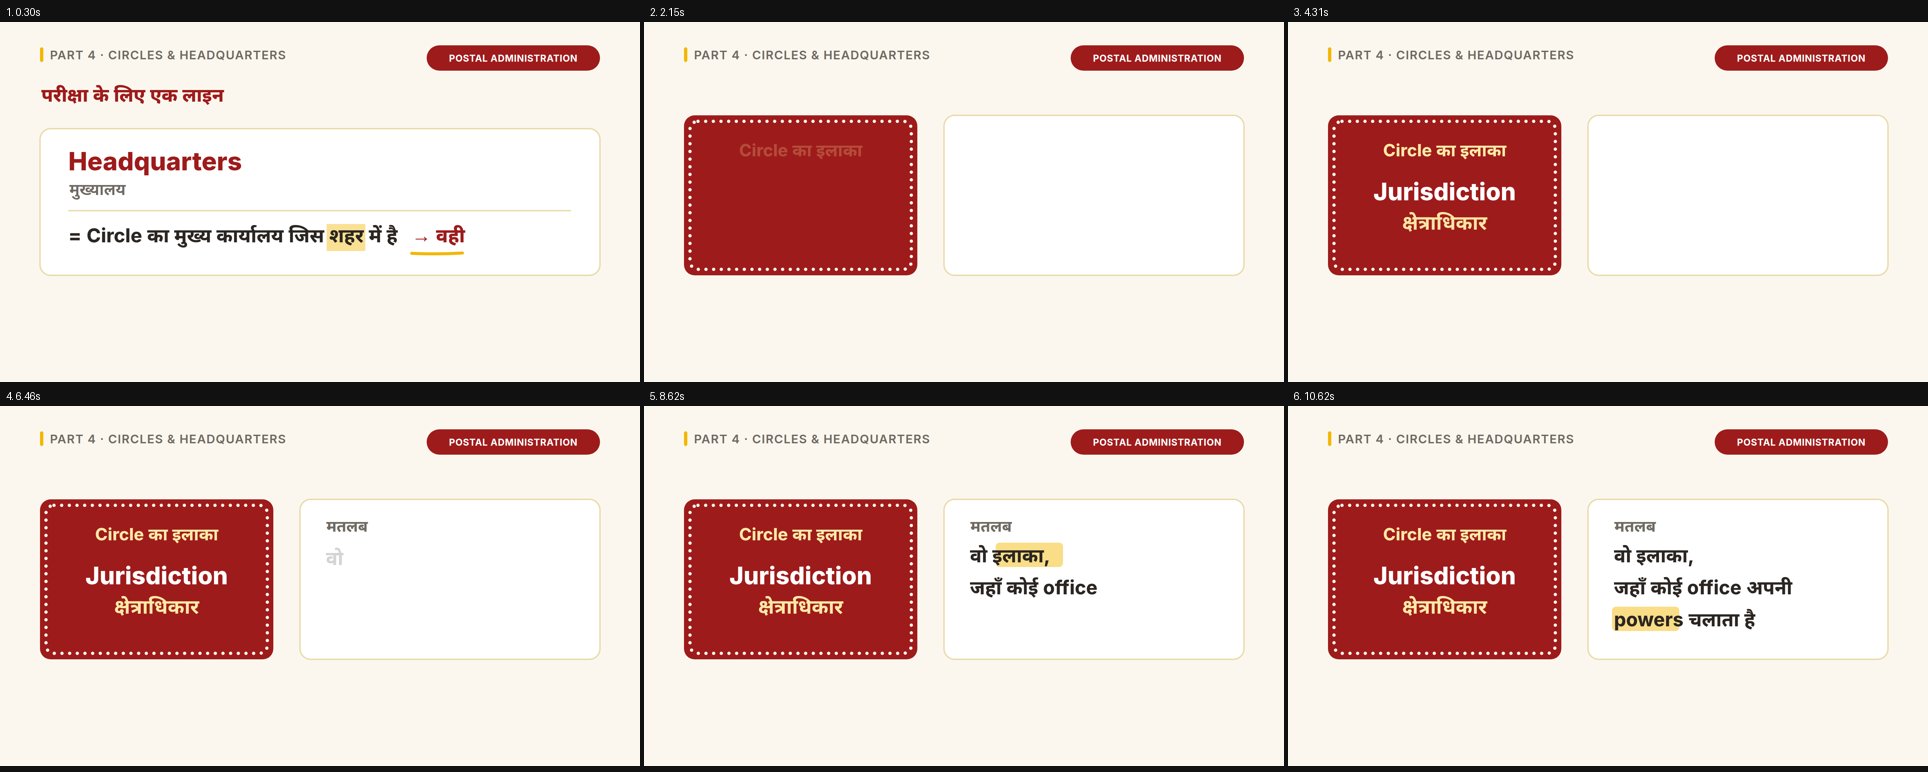 1. 0.30s
PART 4 · CIRCLES & HEADQUARTERS
POSTAL ADMINISTRATION
परीक्षा के लिए एक लाइन
Headquarters
मुख्यालय
= Circle का मुख्य कार्यालय जिस शहर में है → वही
2. 2.15s
PART 4 · CIRCLES & HEADQUARTERS
POSTAL ADMINISTRATION
Circle का इलाका
3. 4.31s
PART 4 · CIRCLES & HEADQUARTERS
POSTAL ADMINISTRATION
Circle का इलाका
Jurisdiction
क्षेत्राधिकार
4. 6.46s
PART 4 · CIRCLES & HEADQUARTERS
POSTAL ADMINISTRATION
Circle का इलाका
Jurisdiction
क्षेत्राधिकार
मतलब
वो
5. 8.62s
PART 4 · CIRCLES & HEADQUARTERS
POSTAL ADMINISTRATION
Circle का इलाका
Jurisdiction
क्षेत्राधिकार
मतलब
वो इलाका,
जहाँ कोई office
6. 10.62s
PART 4 · CIRCLES & HEADQUARTERS
POSTAL ADMINISTRATION
Circle का इलाका
Jurisdiction
क्षेत्राधिकार
मतलब
वो इलाका,
जहाँ कोई office अपनी
powers चलाता है